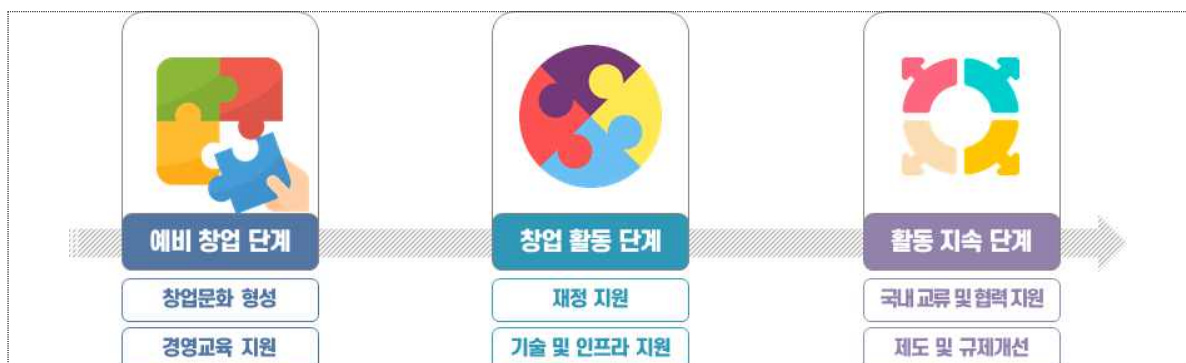 예비 창업 단계
창업 활동 단계
활동 지속 단계
창업문화 형성
재정 지원
국내 교류 및 협력 지원
경영교육 지원
기술 및 인프라 지원
제도 및 규제개선